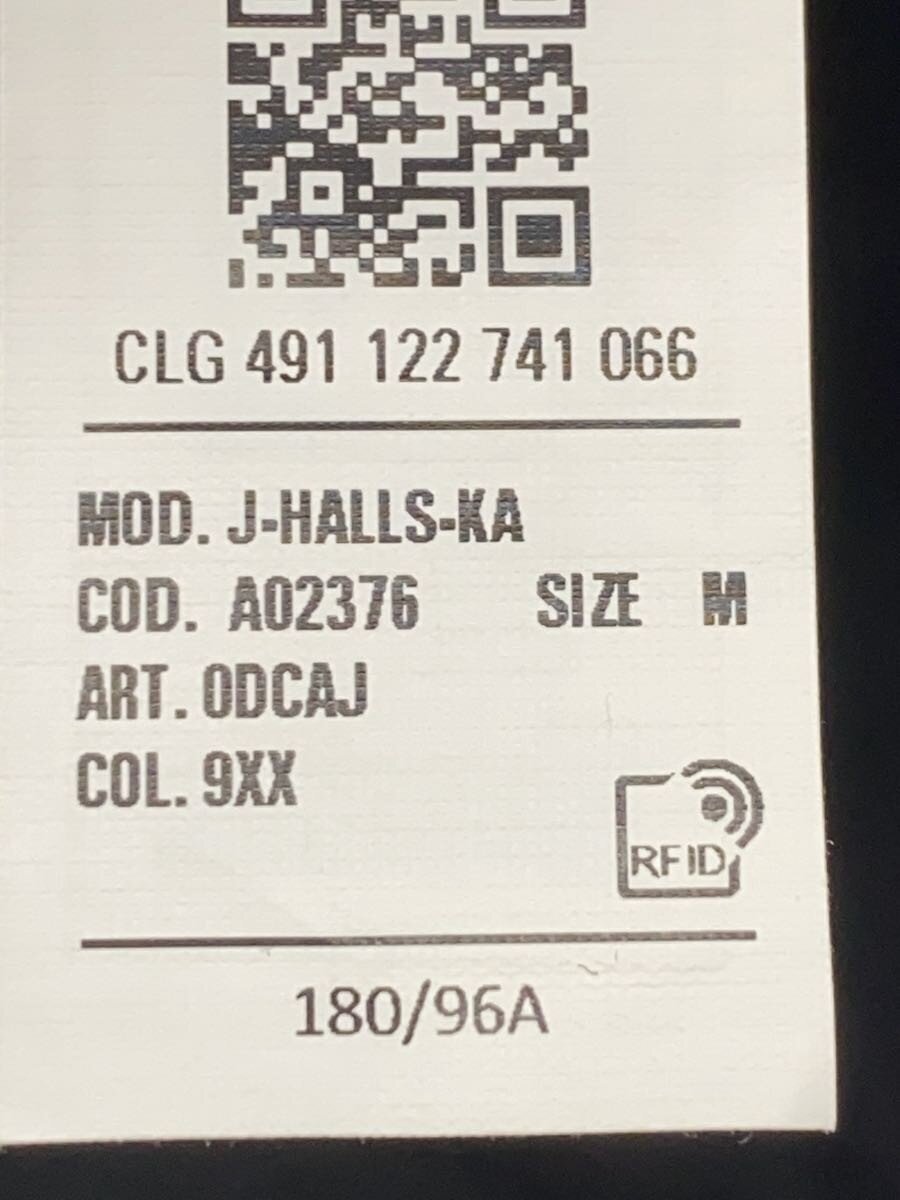 CLG 491 122 741 066
MOD. J-HALLS-KA
COD. A02376 SIZE M
ART. 0DCAJ
COL. 9XX
RFID
180/96A